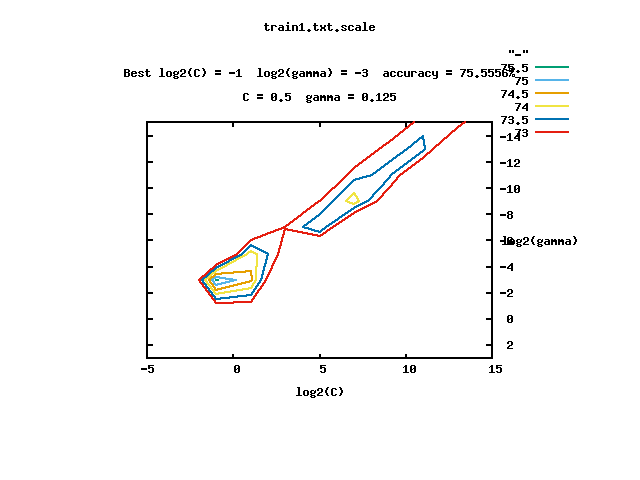 train1.txt.scale
"-"
Best log2(C) = -1  log2(gamma) = -3  accuracy = 75.5556%
75.5
75
74.5
C = 0.5  gamma = 0.125
74
73.5
73
-14
-12
-10
-8
-6
log2(gamma)
-4
-2
0
2
-5 0 5 10 15
log2(C)